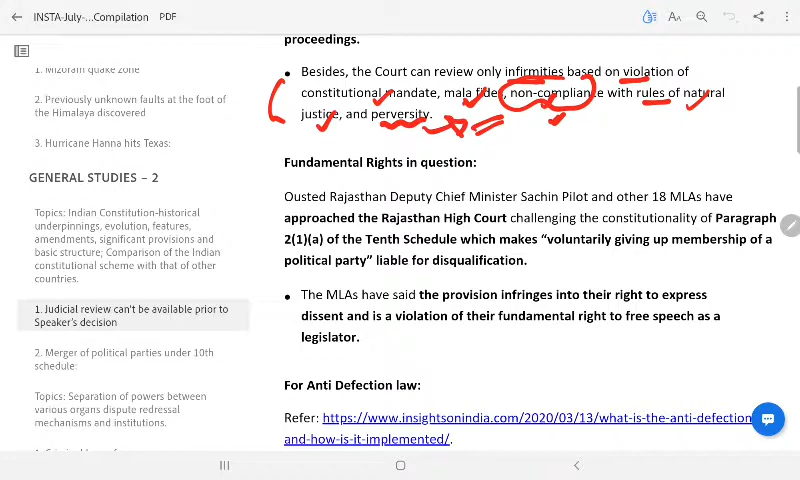 INSTA-July-...Compilation PDF
1. Mizoram quake zone
2. Previously unknown faults at the foot of
the Himalaya discovered
3. Hurricane Hanna hits Texas:
GENERAL STUDIES – 2
Topics: Indian Constitution-historical
underpinnings, evolution, features,
amendments, significant provisions and
basic structure; Comparison of the Indian
constitutional scheme with that of other
countries.
1. Judicial review can't be available prior to
Speaker's decision
2. Merger of political parties under 10th
schedule:
Topics: Separation of powers between
various organs dispute redressal
mechanisms and institutions.
proceedings.
Besides, the Court can review only infirmities based on violation of
constitutional mandate, mala fides, non-compliance with rules of natural
justice, and perversity.
Fundamental Rights in question:
Ousted Rajasthan Deputy Chief Minister Sachin Pilot and other 18 MLAs have
approached the Rajasthan High Court challenging the constitutionality of Paragraph
2(1)(a) of the Tenth Schedule which makes “voluntarily giving up membership of a
political party” liable for disqualification.
The MLAs have said the provision infringes into their right to express
dissent and is a violation of their fundamental right to free speech as a
legislator.
For Anti Defection law:
Refer: https://www.insightsonindia.com/2020/03/13/what-is-the-anti-defection
and-how-is-it-implemented/.